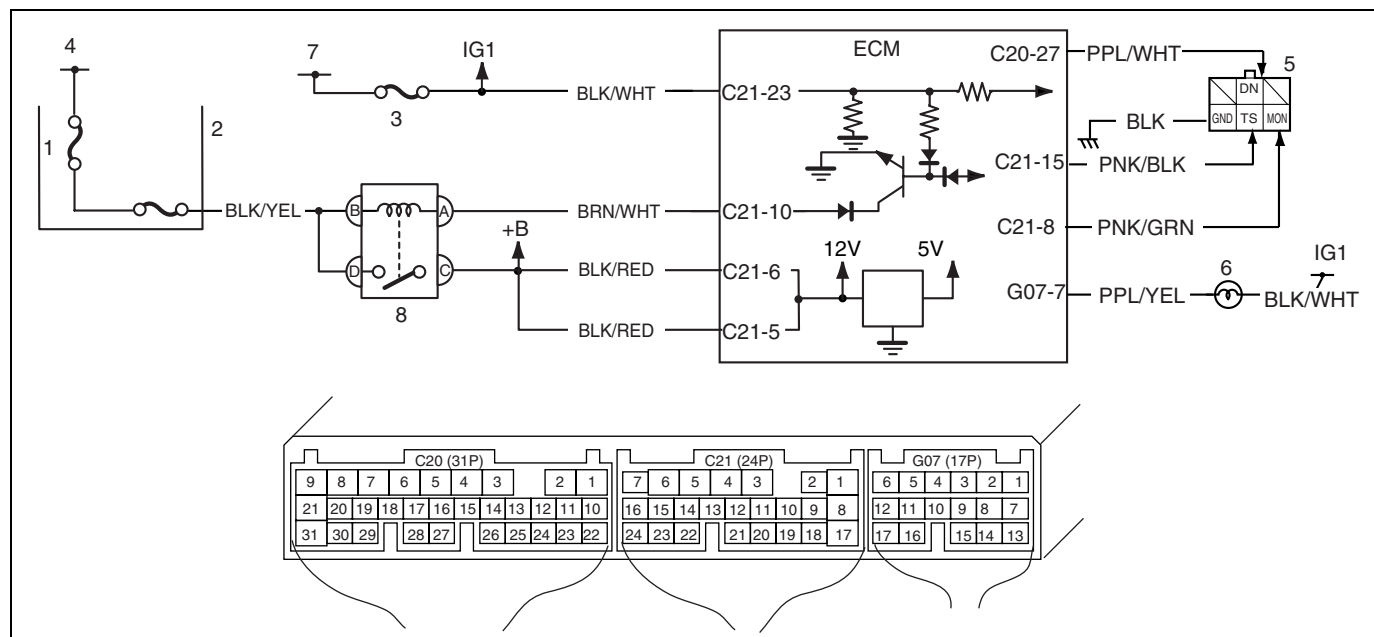 4
7
IG1
ECM
C20-27
PPL/WHT
5
BLK/WHT
C21-23
DN
GND
TS
MON
3
2
1
BLK
C21-15
PNK/BLK
BLK/YEL
B
A
BRN/WHT
C21-10
C21-8
PNK/GRN
+B
12V
5V
6
IG1
D
C
BLK/RED
C21-6
G07-7
PPL/YEL
BLK/WHT
8
BLK/RED
C21-5
C20 (31P)
C21 (24P)
G07 (17P)
9 8 7 6 5 4 3 2 1
7 6 5 4 3 2 1
6 5 4 3 2 1
21 20 19 18 17 16 15 14 13 12 11 10
16 15 14 13 12 11 10 9 8
12 11 10 9 8 7
31 30 29 28 27 26 25 24 23 22
24 23 22 21 20 19 18 17
17 16 15 14 13